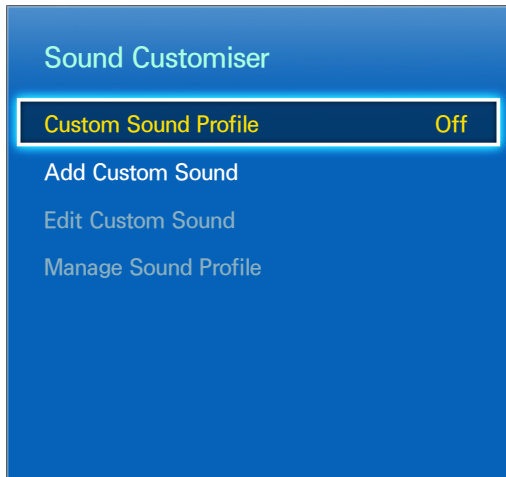 Sound Customiser
Custom Sound Profile Off
Add Custom Sound
Edit Custom Sound
Manage Sound Profile